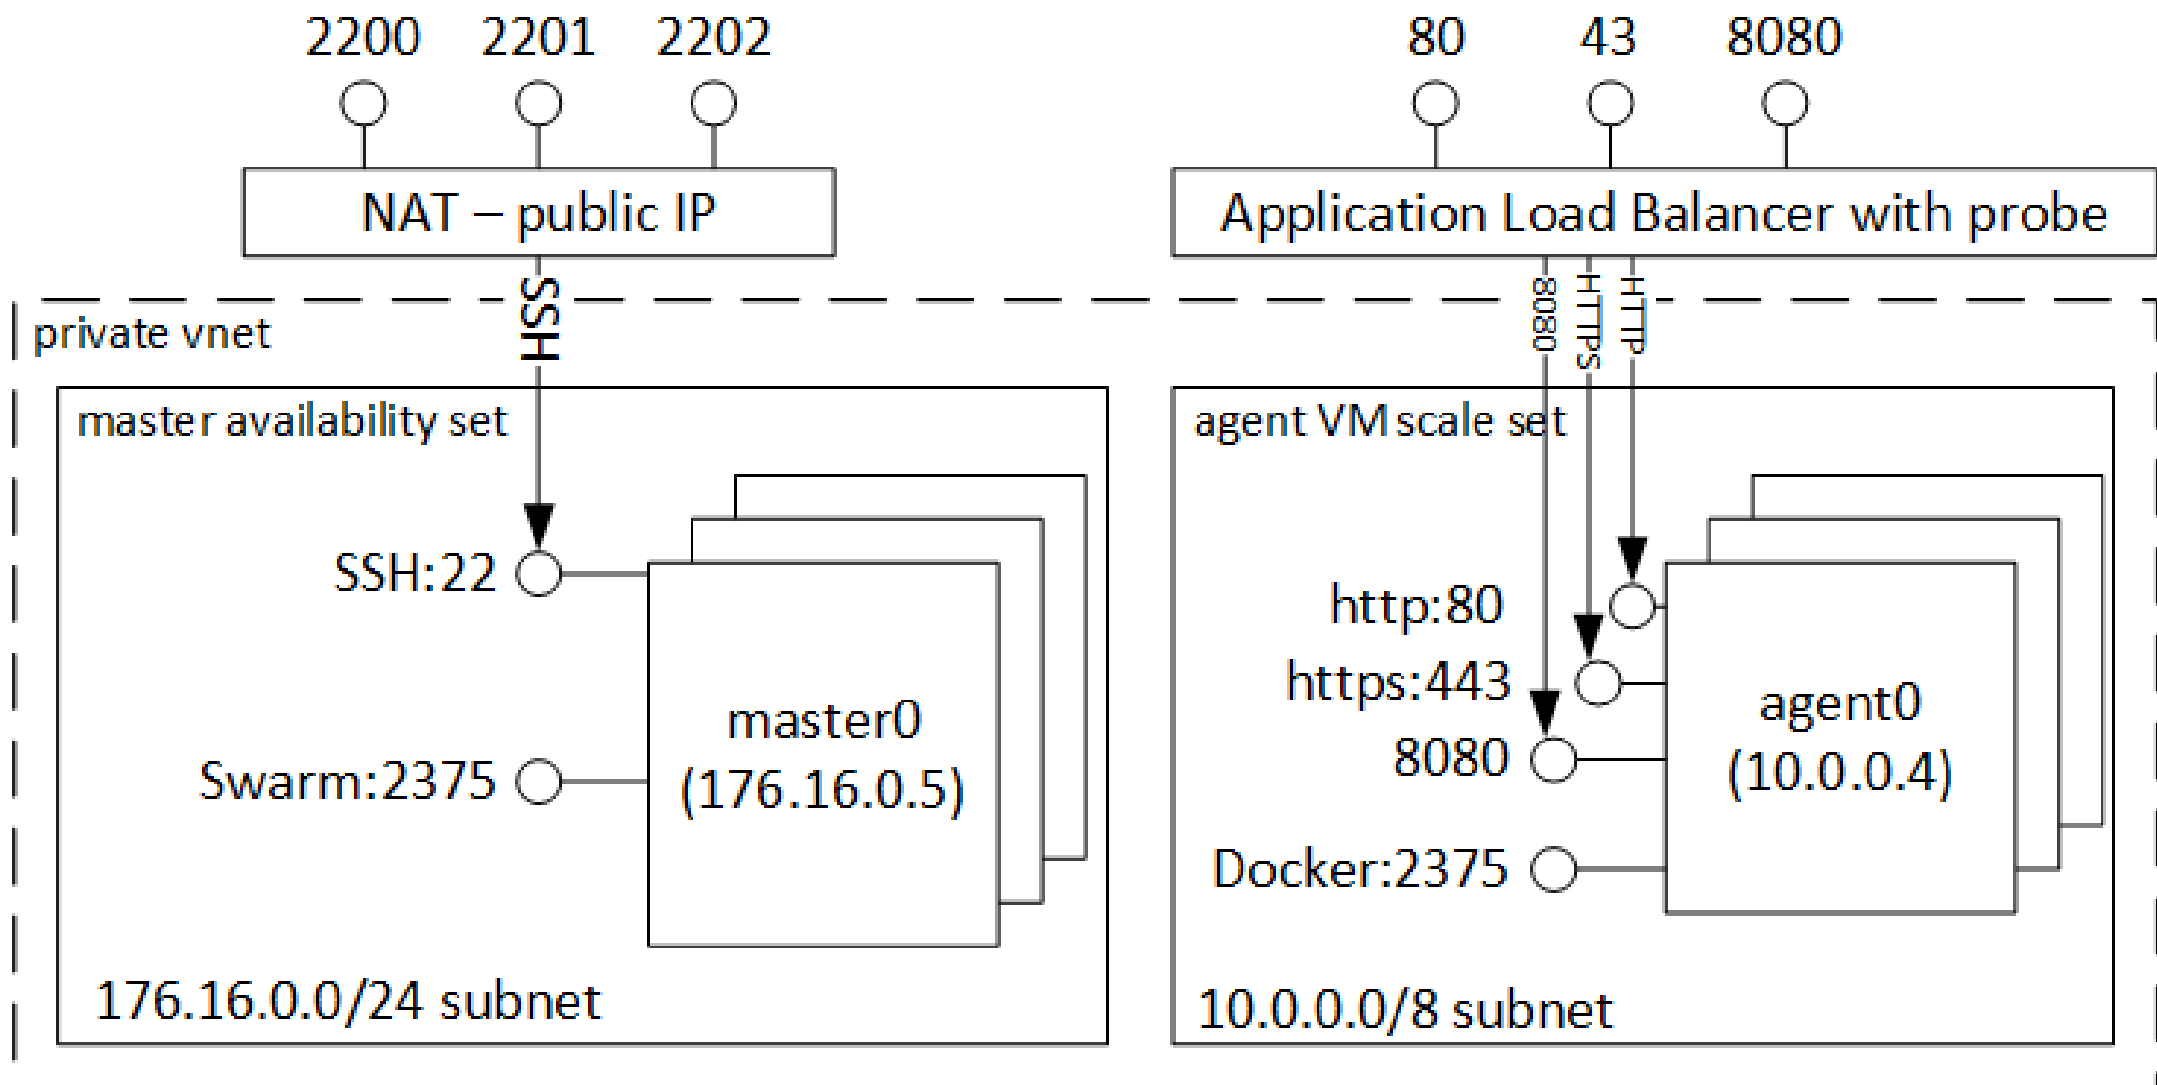 2200 2201 2202
80 43 8080
NAT – public IP
Application Load Balancer with probe
SSH
8080
HTTPS
HTTP
private vnet
master availability set
agent VM scale set
SSH:22
Swarm:2375
master0
(176.16.0.5)
176.16.0.0/24 subnet
http:80
https:443
8080
Docker:2375
agent0
(10.0.0.4)
10.0.0.0/8 subnet